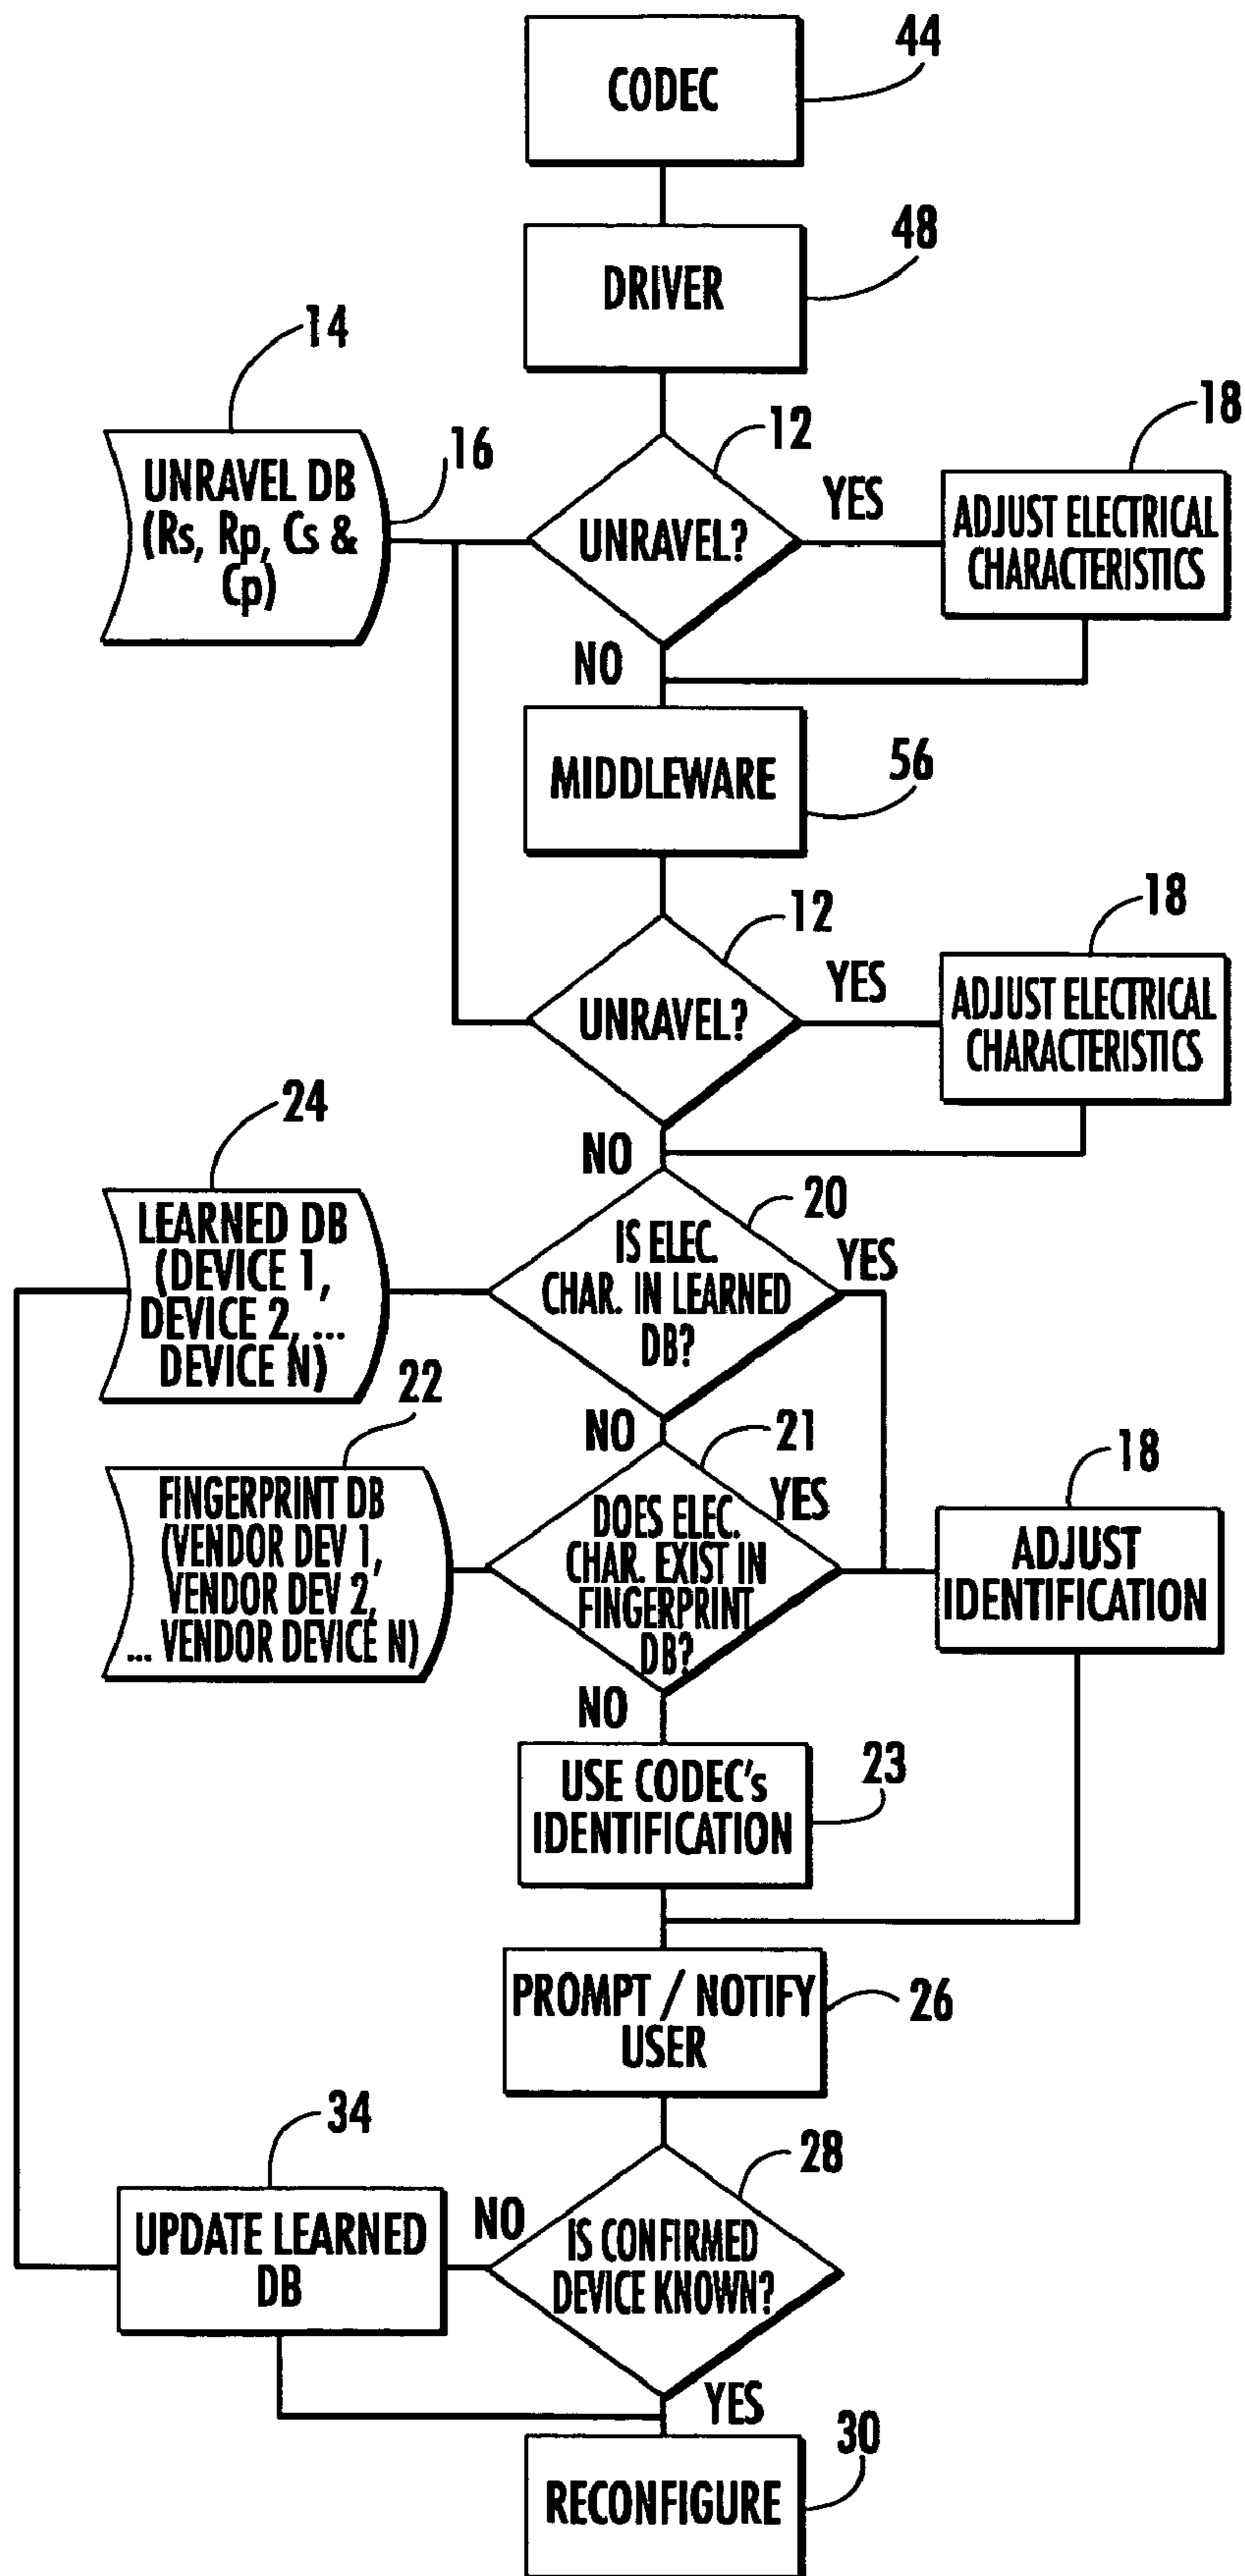 CODEC
44
DRIVER
48
14
UNRAVEL DB
(Rs, Rp, Cs &
Cp)
16
12
UNRAVEL?
YES
18
ADJUST ELECTRICAL
CHARACTERISTICS
NO
MIDDLEWARE
56
12
UNRAVEL?
YES
18
ADJUST ELECTRICAL
CHARACTERISTICS
NO
24
LEARNED DB
(DEVICE 1,
DEVICE 2, ...
DEVICE N)
20
IS ELEC.
CHAR. IN LEARNED
DB?
YES
NO
22
FINGERPRINT DB
(VENDOR DEV 1,
VENDOR DEV 2,
... VENDOR DEVICE N)
21
DOES ELEC.
CHAR. EXIST IN
FINGERPRINT
DB?
YES
18
ADJUST
IDENTIFICATION
NO
USE CODEC's
IDENTIFICATION
23
PROMPT / NOTIFY
USER
26
34
UPDATE LEARNED
DB
NO
28
IS CONFIRMED
DEVICE KNOWN?
YES
RECONFIGURE
30